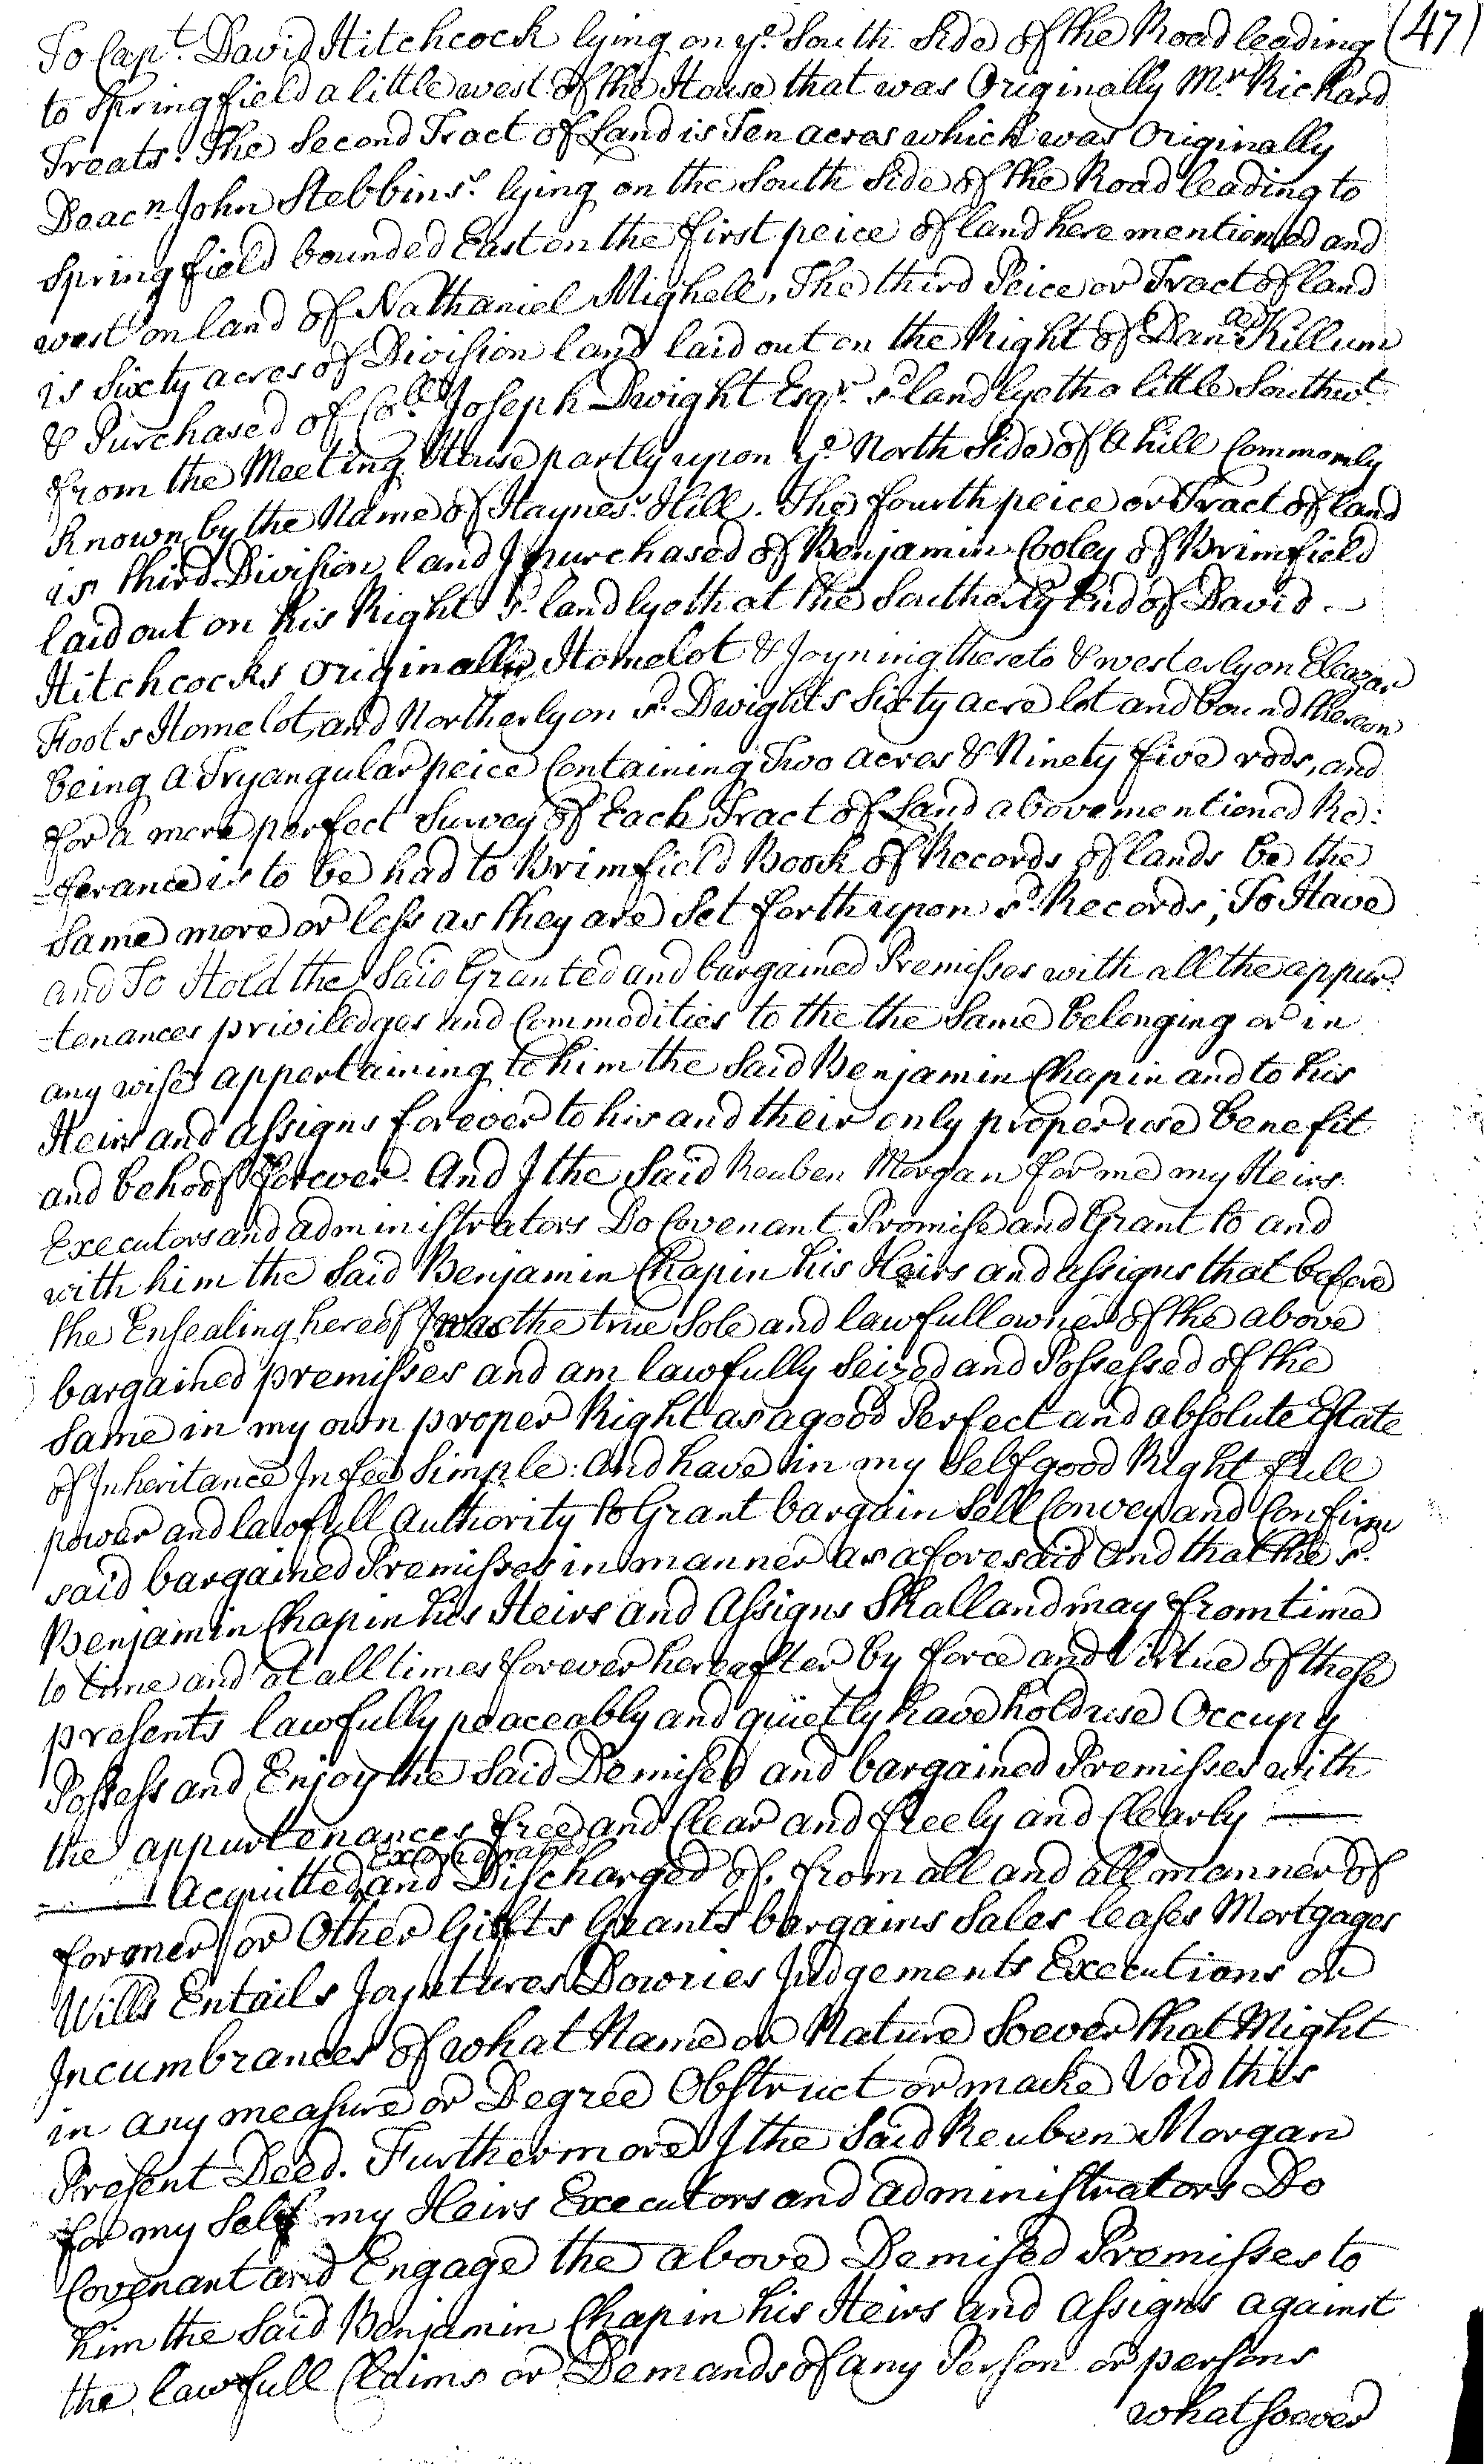 (47)
To Capt. David Hitchcock lying on ye. South Side of the Road leading
to Springfield a little west of the House that was Originally Mr. Richard
Treats. The Second Tract of Land is Ten acres which was Originally
Deacn. John Stebbins's. lying on the South Side of the Road leading to
Springfield bounded East on the first peice of land here mentioned and
west on land of Nathaniel Mighell, The third Peice or Tract of land
is Sixty acres of Division land laid out on the Right of Danll. Killum
& Purchased of Coll. Joseph Dwight Esqr. sd. land lyeth a little Southwt.
from the Meeting House partly upon ye. North Side of a hill Commonly
Known by the Name of Haynes's Hill. The fourth peice or Tract of land
is third Division land I purchased of Benjamin Cooley of Brimfield
laid out on his Right sd. land lyeth at the Southerly End of David
Hitchcocks Originally Homelot & Joyning thereto & westerly on Eleazar
Foots Homelot, and Northerly on sd. Dwights Sixty acre lot and bound thereon
being a Tryangular peice Containing Two acres & Ninety five rods, and
for a more perfect Survey of Each Tract of Land abovementioned Re:
-ferance is to be had to Brimfield Book of Records of lands be the
Same more or less as they are Set forth upon sd. Records; To Have
and To Hold the Said Granted and bargained Premisses with all the appur-
-tenances priviledges and Commodities to the the Same belonging or in
any wise appertaining to him the Said Benjamin Chapin and to his
Heirs and assigns forever to his and their only proper use benefit
and behoof forever. And I the Said Reuben Morgan for me my Heirs
Executors and administrators Do Covenant Promise and Grant to and
with him the Said Benjamin Chapin his Heirs and assigns that before
the Ensealing hereof I was the true Sole and lawfull owner of the above
bargained premisses and am lawfully Seized and Possessed of the
Same in my own proper Right as a good Perfect and absolute Estate
of Inheritance In fee Simple: and have in my Self good Right full
power and lawfull authority to Grant bargain Sell Convey and Confirm
said bargained Premisses in manner as aforesaid and that the sd.
Benjamin Chapin his Heirs and Assigns Shall and may from time
to time and at all times forever hereafter by force and Virtue of these
presents lawfully peaceably and quietly have hold use Occupy
Possess and Enjoy the Said Demised and bargained Premisses with
the appurtenances free and Clear and freely and Clearly
Acquitted exonerated and Discharged of, from all and all manner of
former or Other Gifts Grants bargains Sales leases Mortgages
Wills Entails Joyntures Dowries Judgements Executions or
Incumbrances of what Name or Nature Soever that Might
in any measure or Degree Obstruct or make Void this
Present Deed. Furthermore I the Said Reuben Morgan
for my Self my Heirs Executors and administrators Do
Covenant and Engage the above Demised Premisses to
him the Said Benjamin Chapin his Heirs and assigns against
the lawfull Claims or Demands of any Person or persons
whatsoever